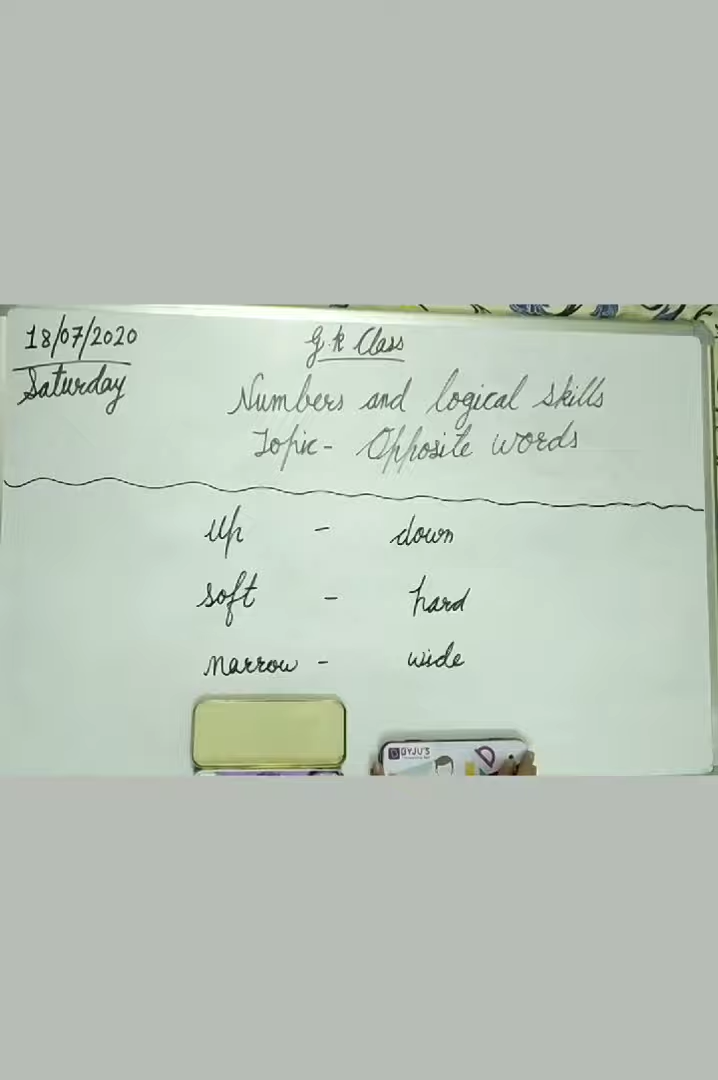 18/07/2020
Saturday
G.K Class
Numbers and logical skills
Topic- Opposite words
up - down
soft - hard
narrow - wide
BYJU'S